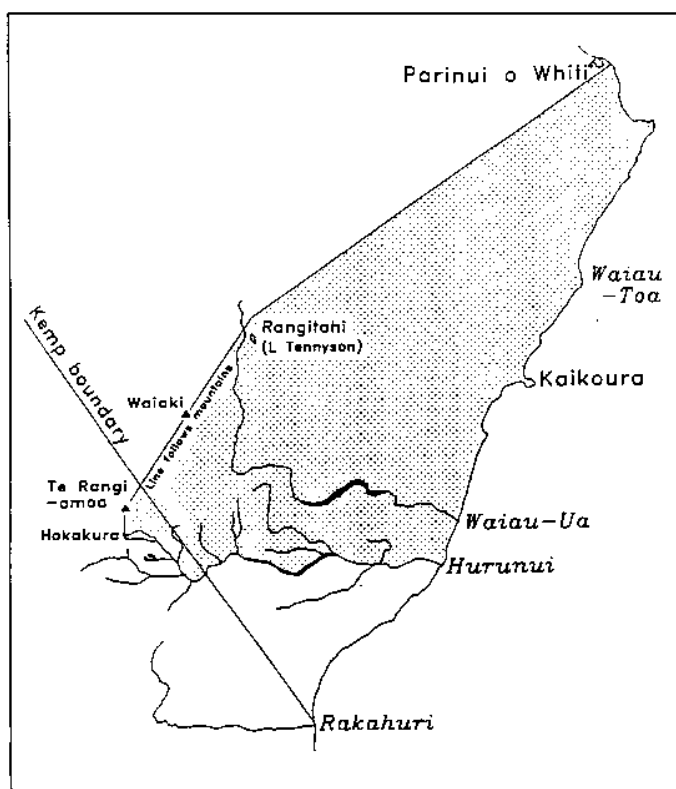 Parinui o Whiti
Waiau
-Toa
Rangitahi
(L Tennyson)
Kaikoura
Kemp boundary
Waiaki
Line follows mountains
Te Rangi
-amoa
Hokakura
Waiau-Ua
Hurunui
Rakahuri